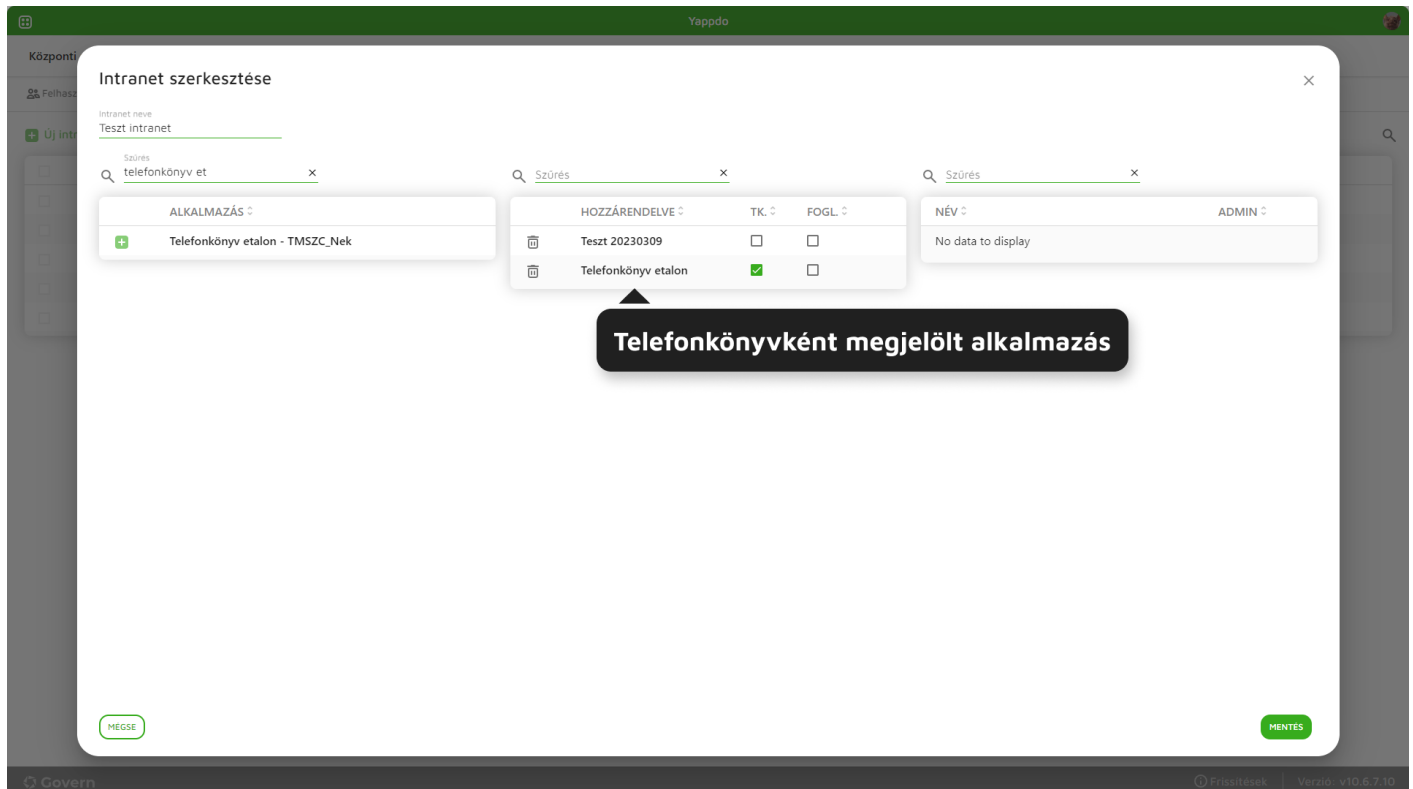 Yappdo
Központi
Intranet szerkesztése
Felhasz
Intranet neve
Teszt intranet
Új intr
Szűrés
telefonkönyv et
Szűrés
Szűrés
ALKALMAZÁS
HOZZÁRENDELVE TK. FOGL.
NÉV ADMIN
Telefonkönyv etalon - TMSZC_Nek
Teszt 20230309
No data to display
Telefonkönyv etalon
Telefonkönyvként megjelölt alkalmazás
MÉGSE
MENTÉS
Govern
Frissítések
Verzió: v10.6.7.10